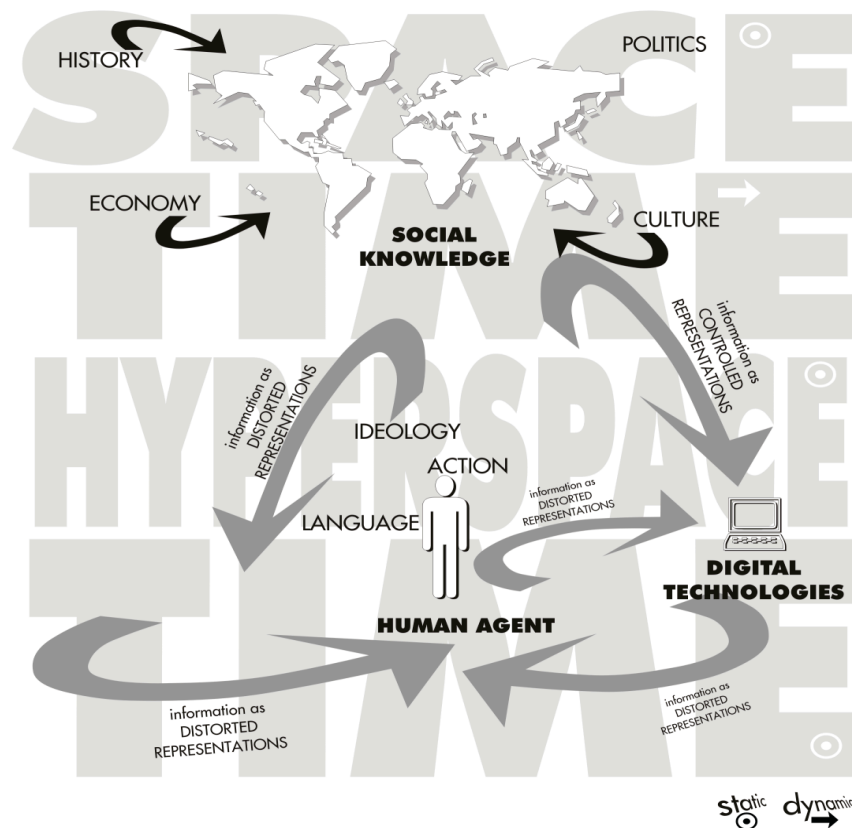 SPACE
HISTORY
POLITICS
TIME
ECONOMY
CULTURE
SOCIAL
KNOWLEDGE
information as
CONTROLLED
REPRESENTATIONS
HYPERSPACE
information as
DISTORTED
REPRESENTATIONS
IDEOLOGY
ACTION
LANGUAGE
information as
DISTORTED
REPRESENTATIONS
DIGITAL
TECHNOLOGIES
TIME
HUMAN AGENT
information as
DISTORTED
REPRESENTATIONS
information as
DISTORTED
REPRESENTATIONS
static dynamic